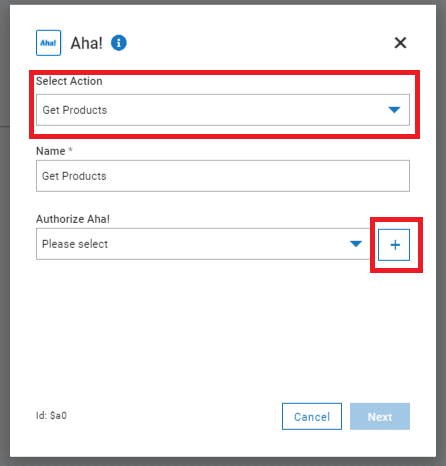 Aha! Aha!
Select Action
Get Products
Name *
Get Products
Authorize Aha!
Please select
+
Id: $a0
Cancel
Next